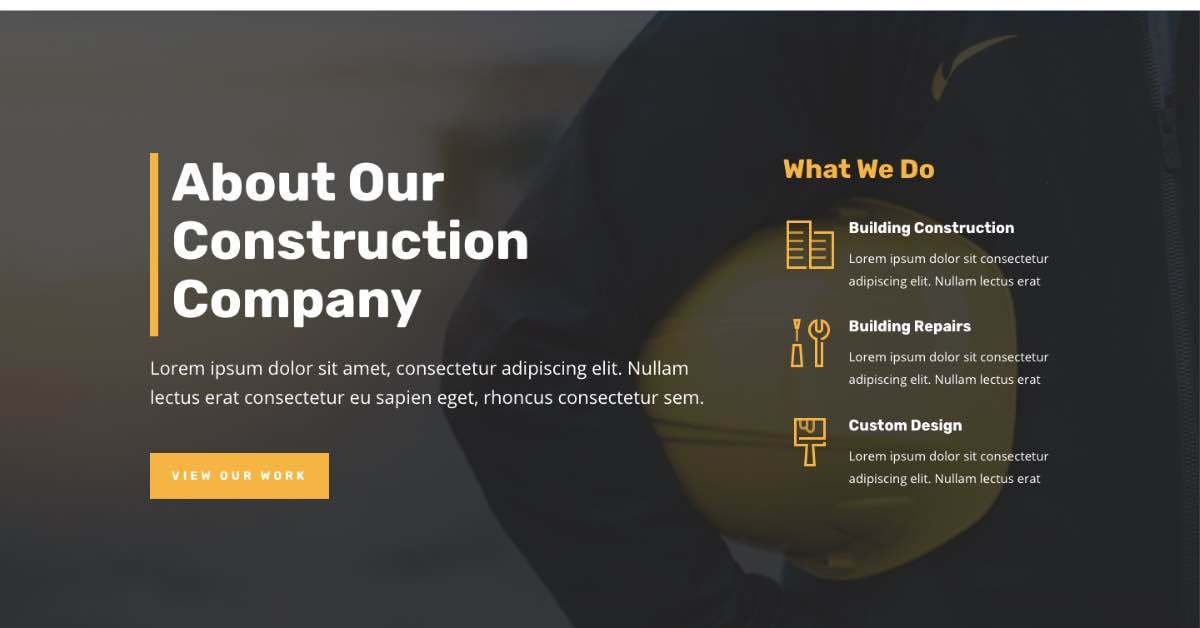 About Our
Construction
Company
Lorem ipsum dolor sit amet, consectetur adipiscing elit. Nullam
lectus erat consectetur eu sapien eget, rhoncus consectetur sem.
VIEW OUR WORK
What We Do
Building Construction
Lorem ipsum dolor sit consectetur
adipiscing elit. Nullam lectus erat
Building Repairs
Lorem ipsum dolor sit consectetur
adipiscing elit. Nullam lectus erat
Custom Design
Lorem ipsum dolor sit consectetur
adipiscing elit. Nullam lectus erat